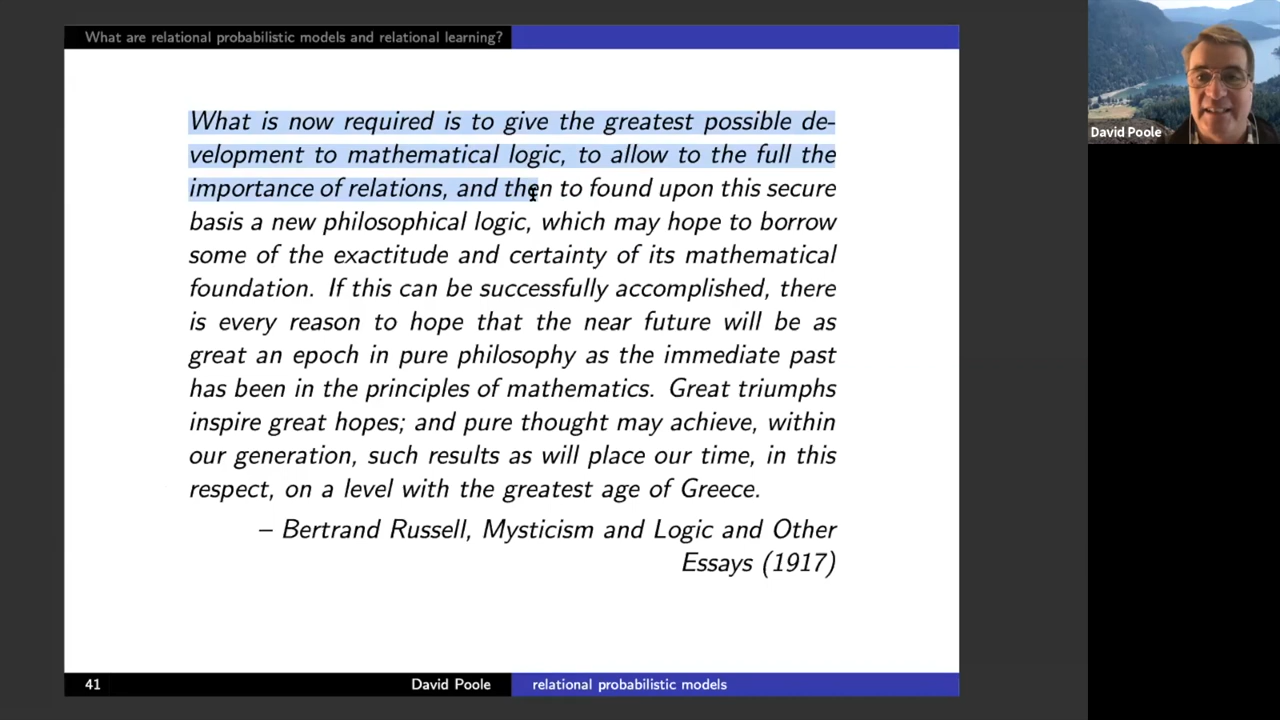 What are relational probabilistic models and relational learning?
What is now required is to give the greatest possible de-
velopment to mathematical logic, to allow to the full the
importance of relations, and then to found upon this secure
basis a new philosophical logic, which may hope to borrow
some of the exactitude and certainty of its mathematical
foundation. If this can be successfully accomplished, there
is every reason to hope that the near future will be as
great an epoch in pure philosophy as the immediate past
has been in the principles of mathematics. Great triumphs
inspire great hopes; and pure thought may achieve, within
our generation, such results as will place our time, in this
respect, on a level with the greatest age of Greece.
– Bertrand Russell, Mysticism and Logic and Other
Essays (1917)
41 David Poole relational probabilistic models
David Poole